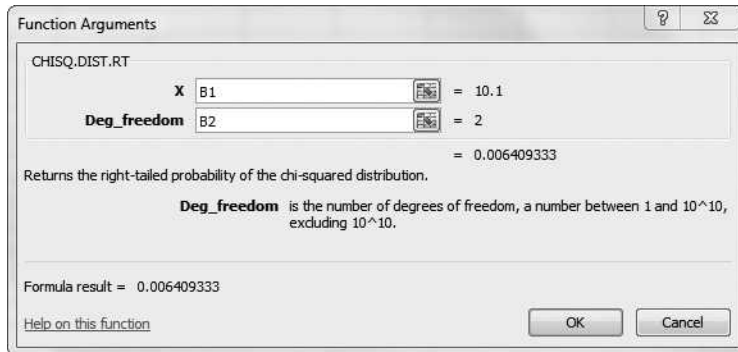 Function Arguments
CHISQ.DIST.RT
X B1 = 10.1
Deg_freedom B2 = 2
= 0.006409333
Returns the right-tailed probability of the chi-squared distribution.
Deg_freedom is the number of degrees of freedom, a number between 1 and 10^10,
excluding 10^10.
Formula result = 0.006409333
Help on this function
OK
Cancel